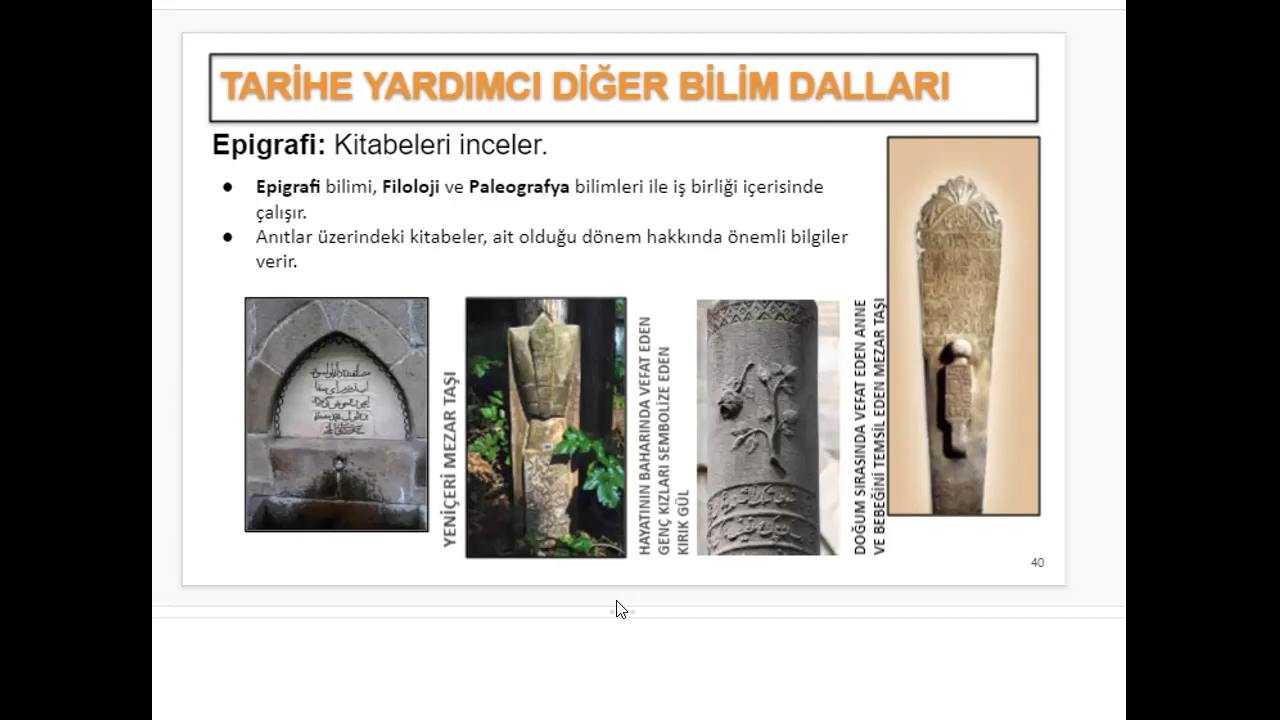 TARİHE YARDIMCI DİĞER BİLİM DALLARI
Epigrafi: Kitabeleri inceler.
● Epigrafi bilimi, Filoloji ve Paleografya bilimleri ile iş birliği içerisinde
çalışır.
● Anıtlar üzerindeki kitabeler, ait olduğu dönem hakkında önemli bilgiler
verir.
YENİÇERİ MEZAR TAŞI
HAYATININ BAHARINDA VEFAT EDEN
GENÇ KIZLARI SEMBOLİZE EDEN
KIRIK GÜL
DOĞUM SIRASINDA VEFAT EDEN ANNE
VE BEBEĞİNİ TEMSİL EDEN MEZAR TAŞI
40